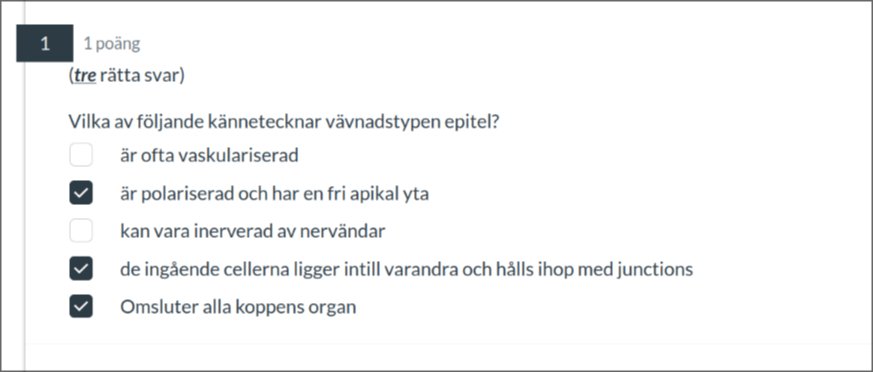 1 1 poäng
(tre rätta svar)
Vilka av följande kännetecknar vävnadstypen epitel?
är ofta vaskulariserad
är polariserad och har en fri apikal yta
kan vara inerverad av nervändar
de ingående cellerna ligger intill varandra och hålls ihop med junctions
Omsluter alla koppens organ